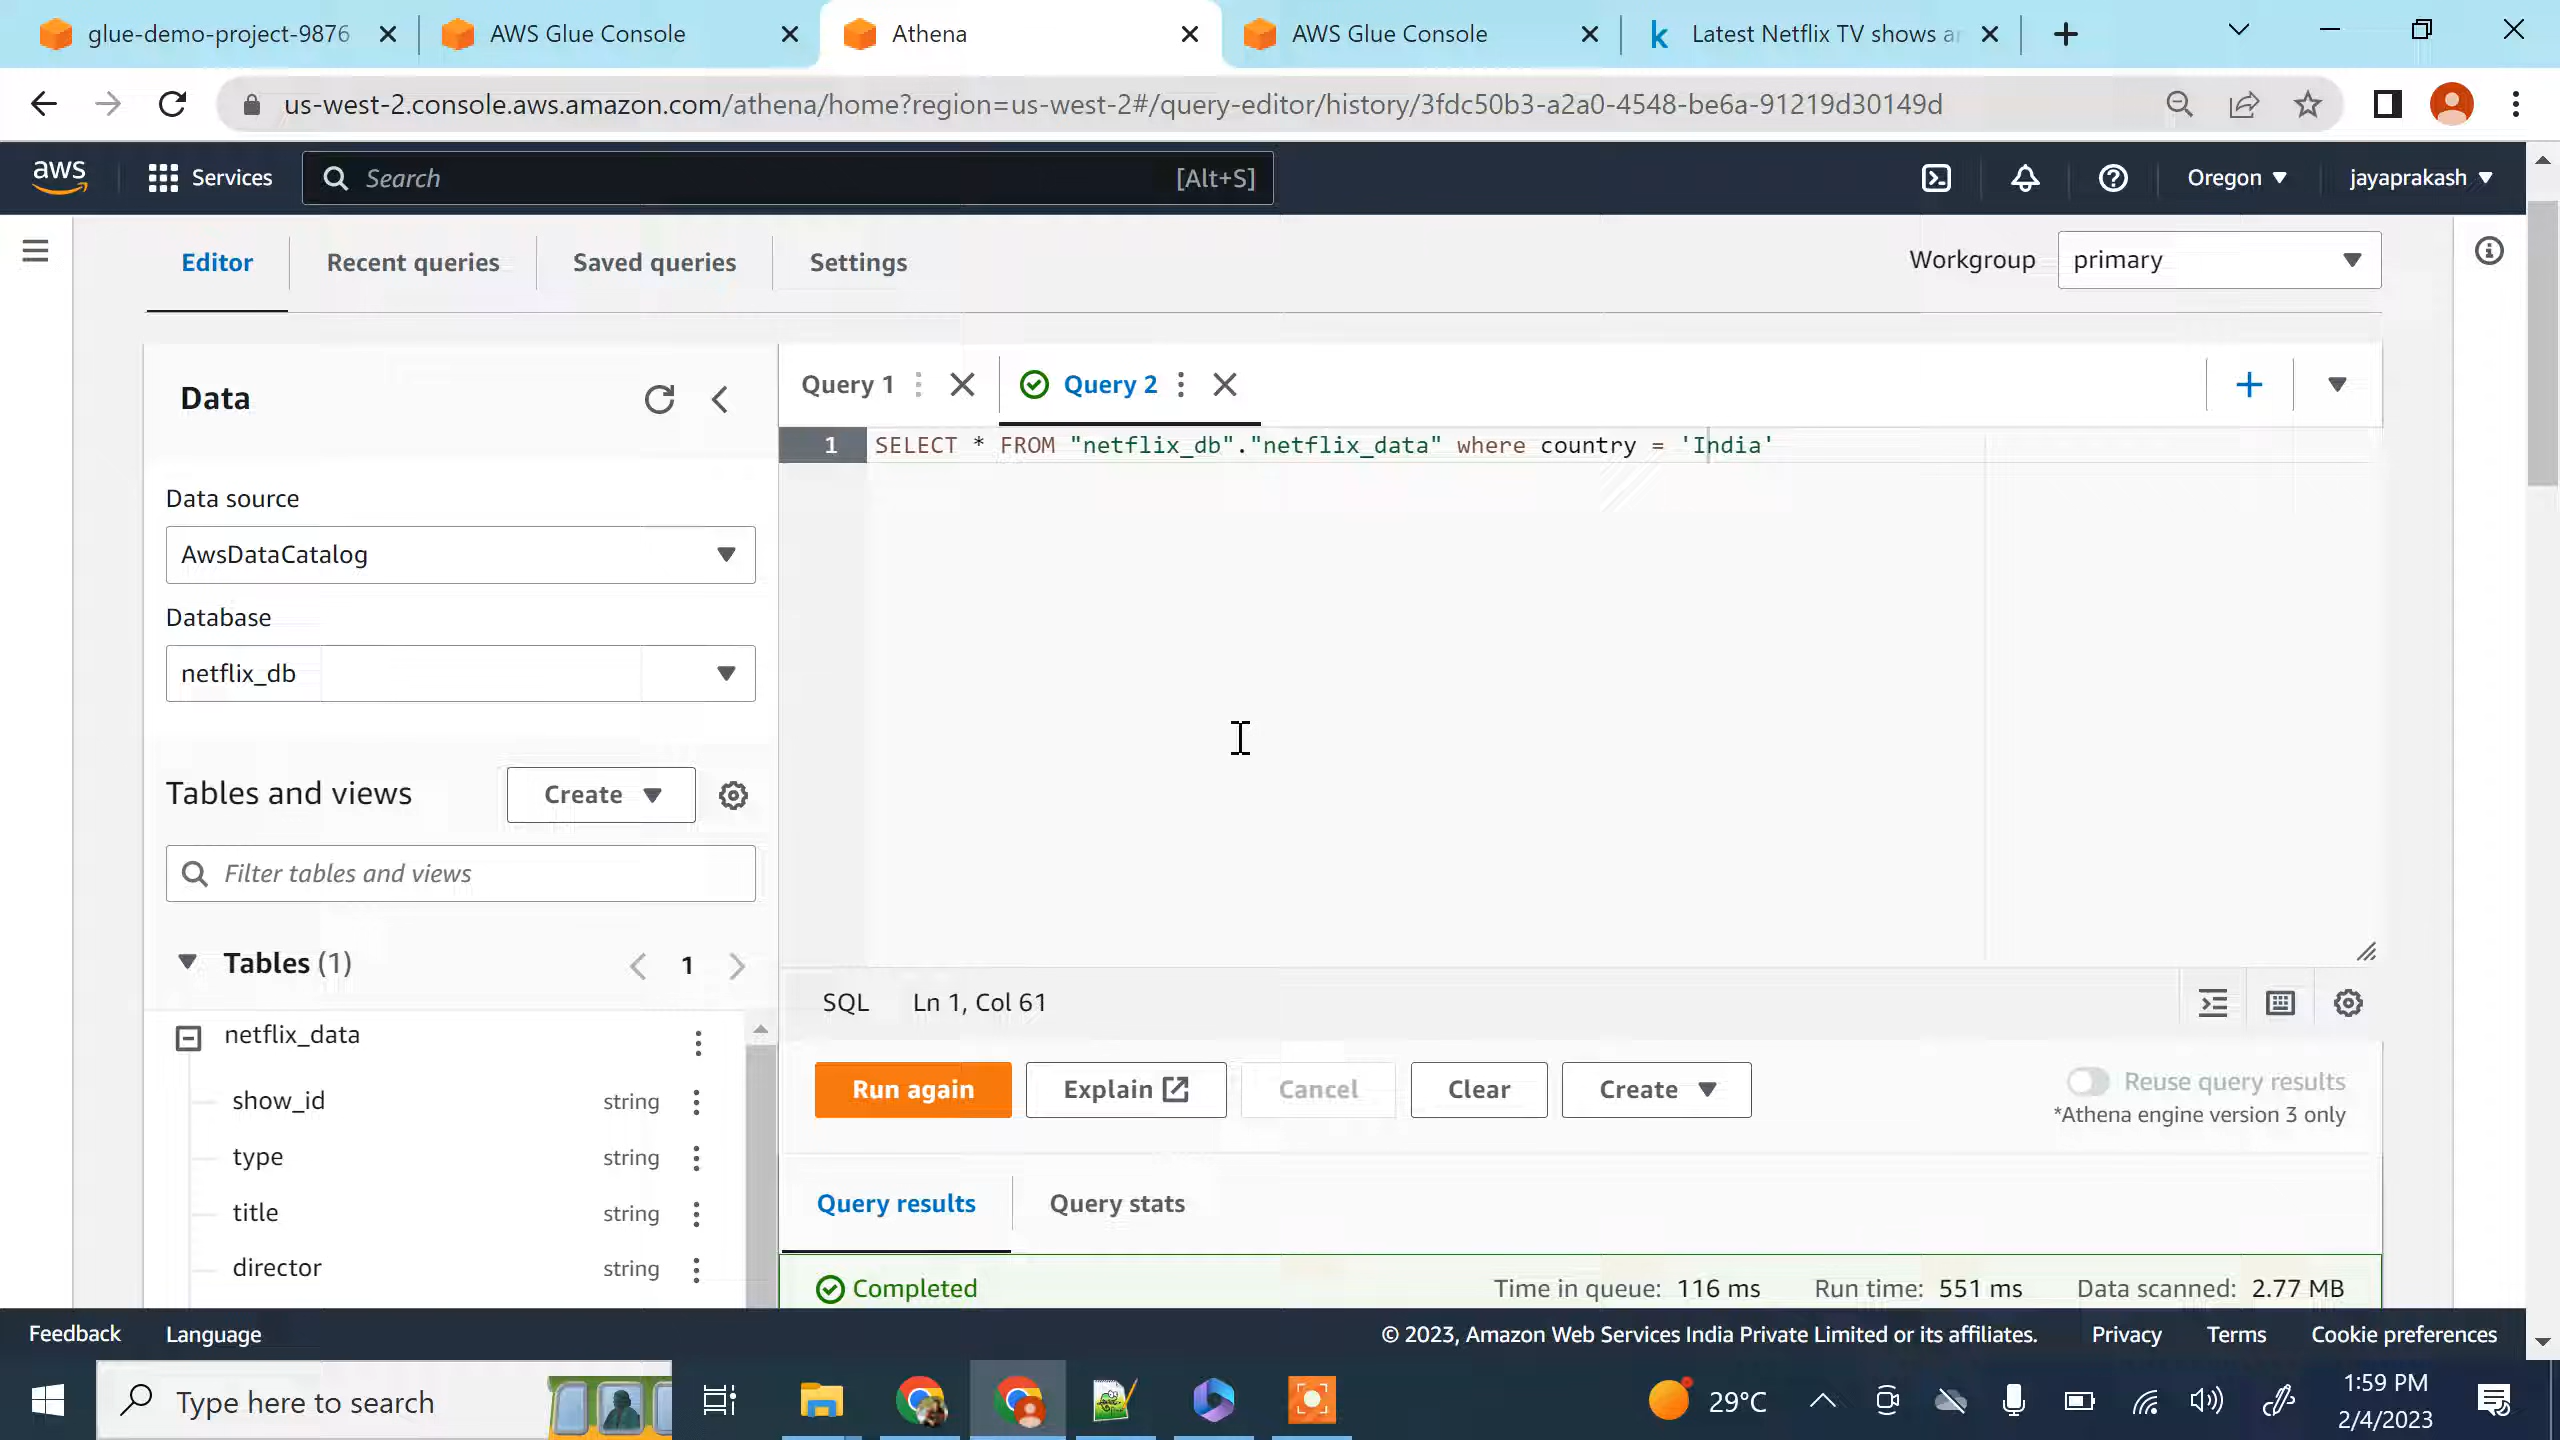 glue-demo-project-9876
AWS Glue Console
Athena
AWS Glue Console
Latest Netflix TV shows
us-west-2.console.aws.amazon.com/athena/home?region=us-west-2#/query-editor/history/3fdc50b3-a2a0-4548-be6a-91219d30149d
aws
Services
Search
[Alt+S]
Oregon
jayaprakash
Editor
Recent queries
Saved queries
Settings
Workgroup
primary
Data
Query 1
Query 2
1
SELECT * FROM "netflix_db"."netflix_data" where country = 'India'
Data source
AwsDataCatalog
Database
netflix_db
Tables and views
Create
Filter tables and views
Tables (1)
1
netflix_data
show_id string
type string
title string
director string
SQL
Ln 1, Col 61
Run again
Explain
Cancel
Clear
Create
Reuse query results
*Athena engine version 3 only
Query results
Query stats
Completed
Time in queue: 116 ms
Run time: 551 ms
Data scanned: 2.77 MB
Feedback
Language
© 2023, Amazon Web Services India Private Limited or its affiliates.
Privacy
Terms
Cookie preferences
Type here to search
29°C
1:59 PM
2/4/2023